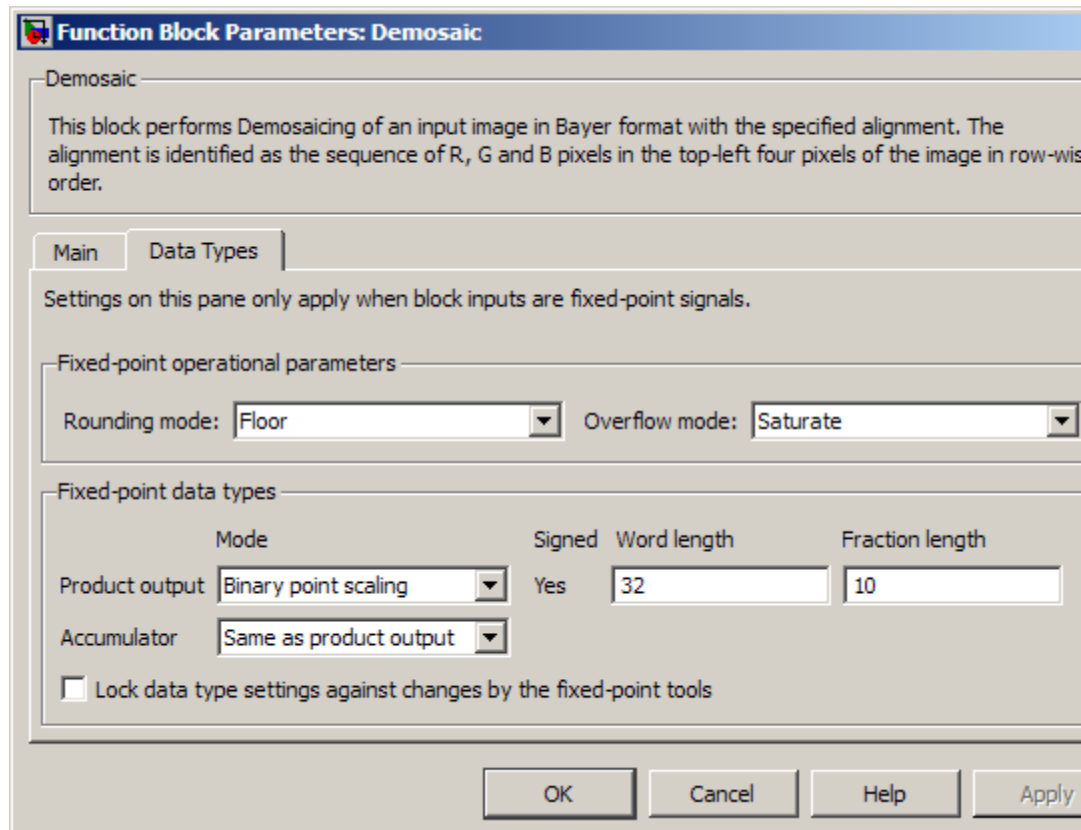 Function Block Parameters: Demosaic
Demosaic
This block performs Demosaicing of an input image in Bayer format with the specified alignment. The
alignment is identified as the sequence of R, G and B pixels in the top-left four pixels of the image in row-wis
order.
Main Data Types
Settings on this pane only apply when block inputs are fixed-point signals.
Fixed-point operational parameters
Rounding mode: Floor Overflow mode: Saturate
Fixed-point data types
Mode Signed Word length Fraction length
Product output Binary point scaling Yes 32 10
Accumulator Same as product output
Lock data type settings against changes by the fixed-point tools
OK Cancel Help Apply